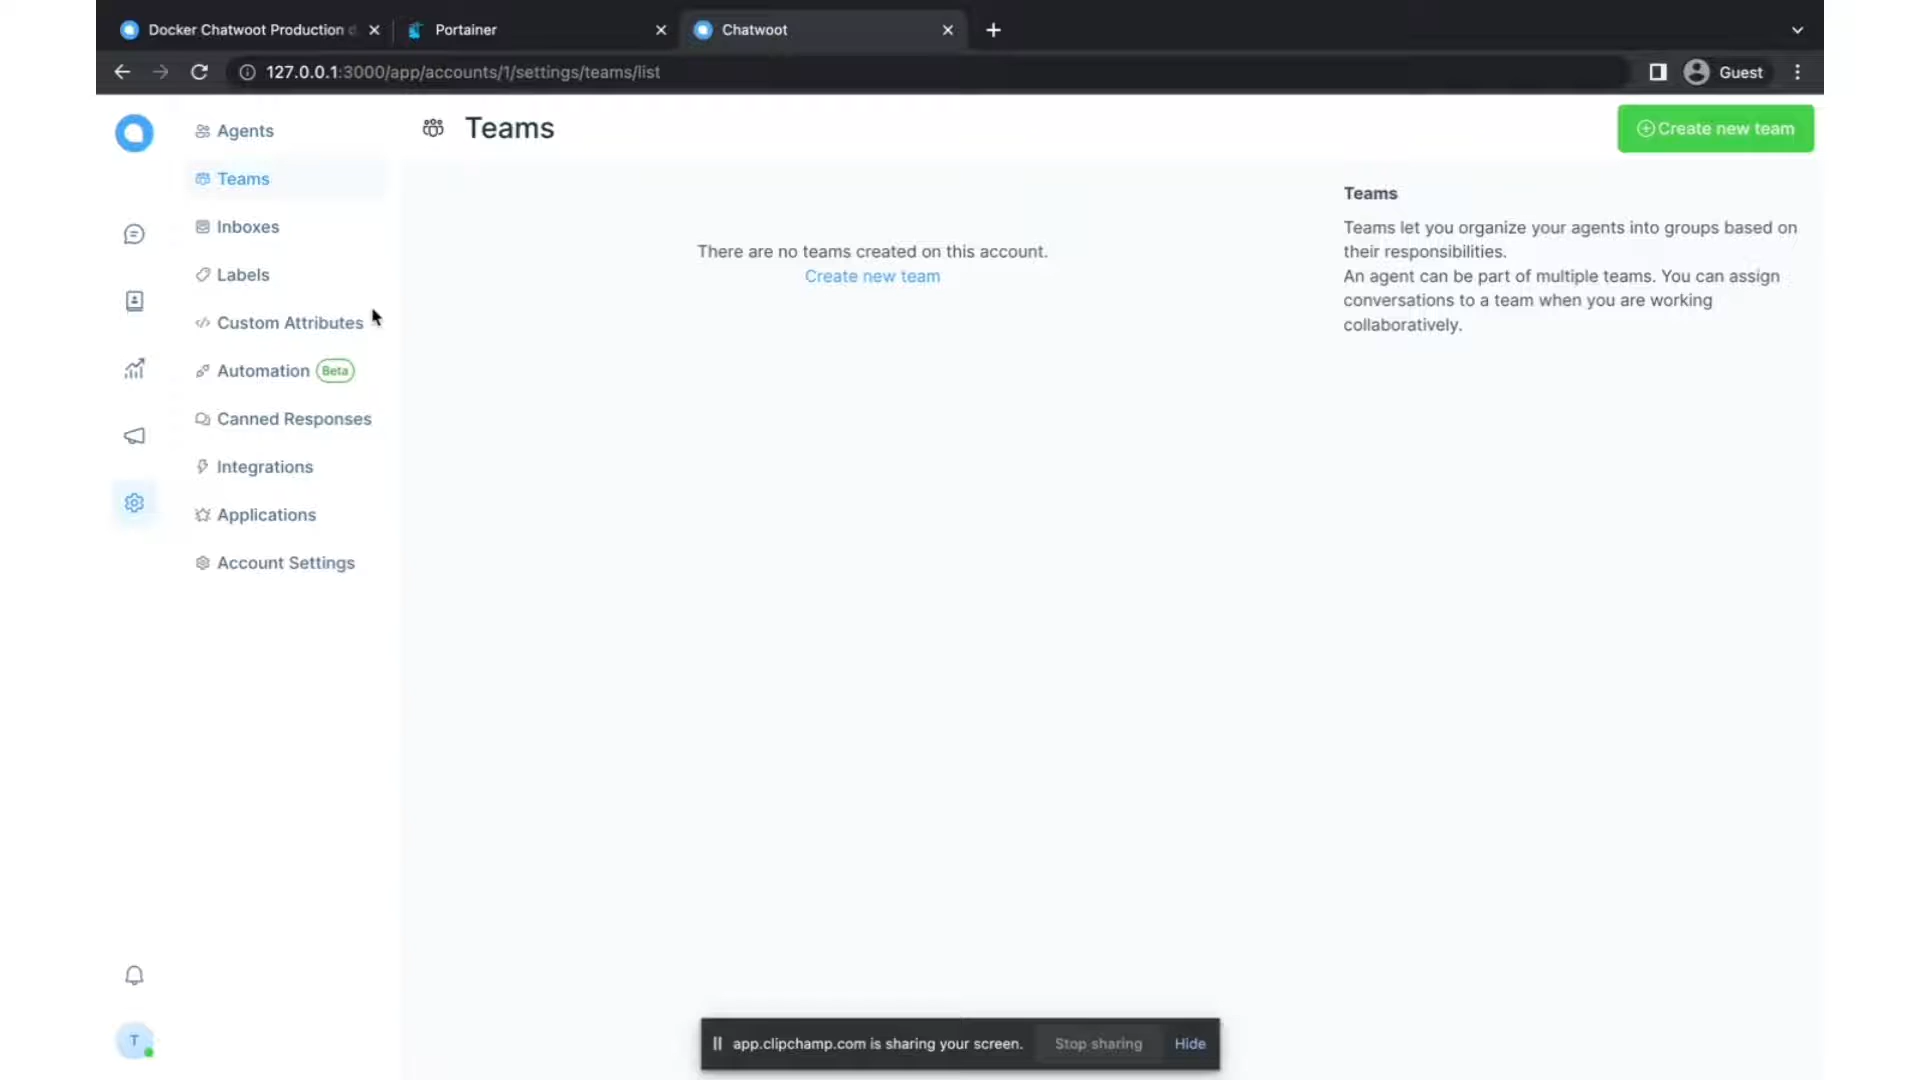 Docker Chatwoot Production
Portainer
Chatwoot
127.0.0.1:3000/app/accounts/1/settings/teams/list
Guest
Agents
Teams
Inboxes
Labels
Custom Attributes
Automation Beta
Canned Responses
Integrations
Applications
Account Settings
T
Teams
Create new team
There are no teams created on this account.
Create new team
Teams
Teams let you organize your agents into groups based on
their responsibilities.
An agent can be part of multiple teams. You can assign
conversations to a team when you are working
collaboratively.
app.clipchamp.com is sharing your screen.
Stop sharing
Hide